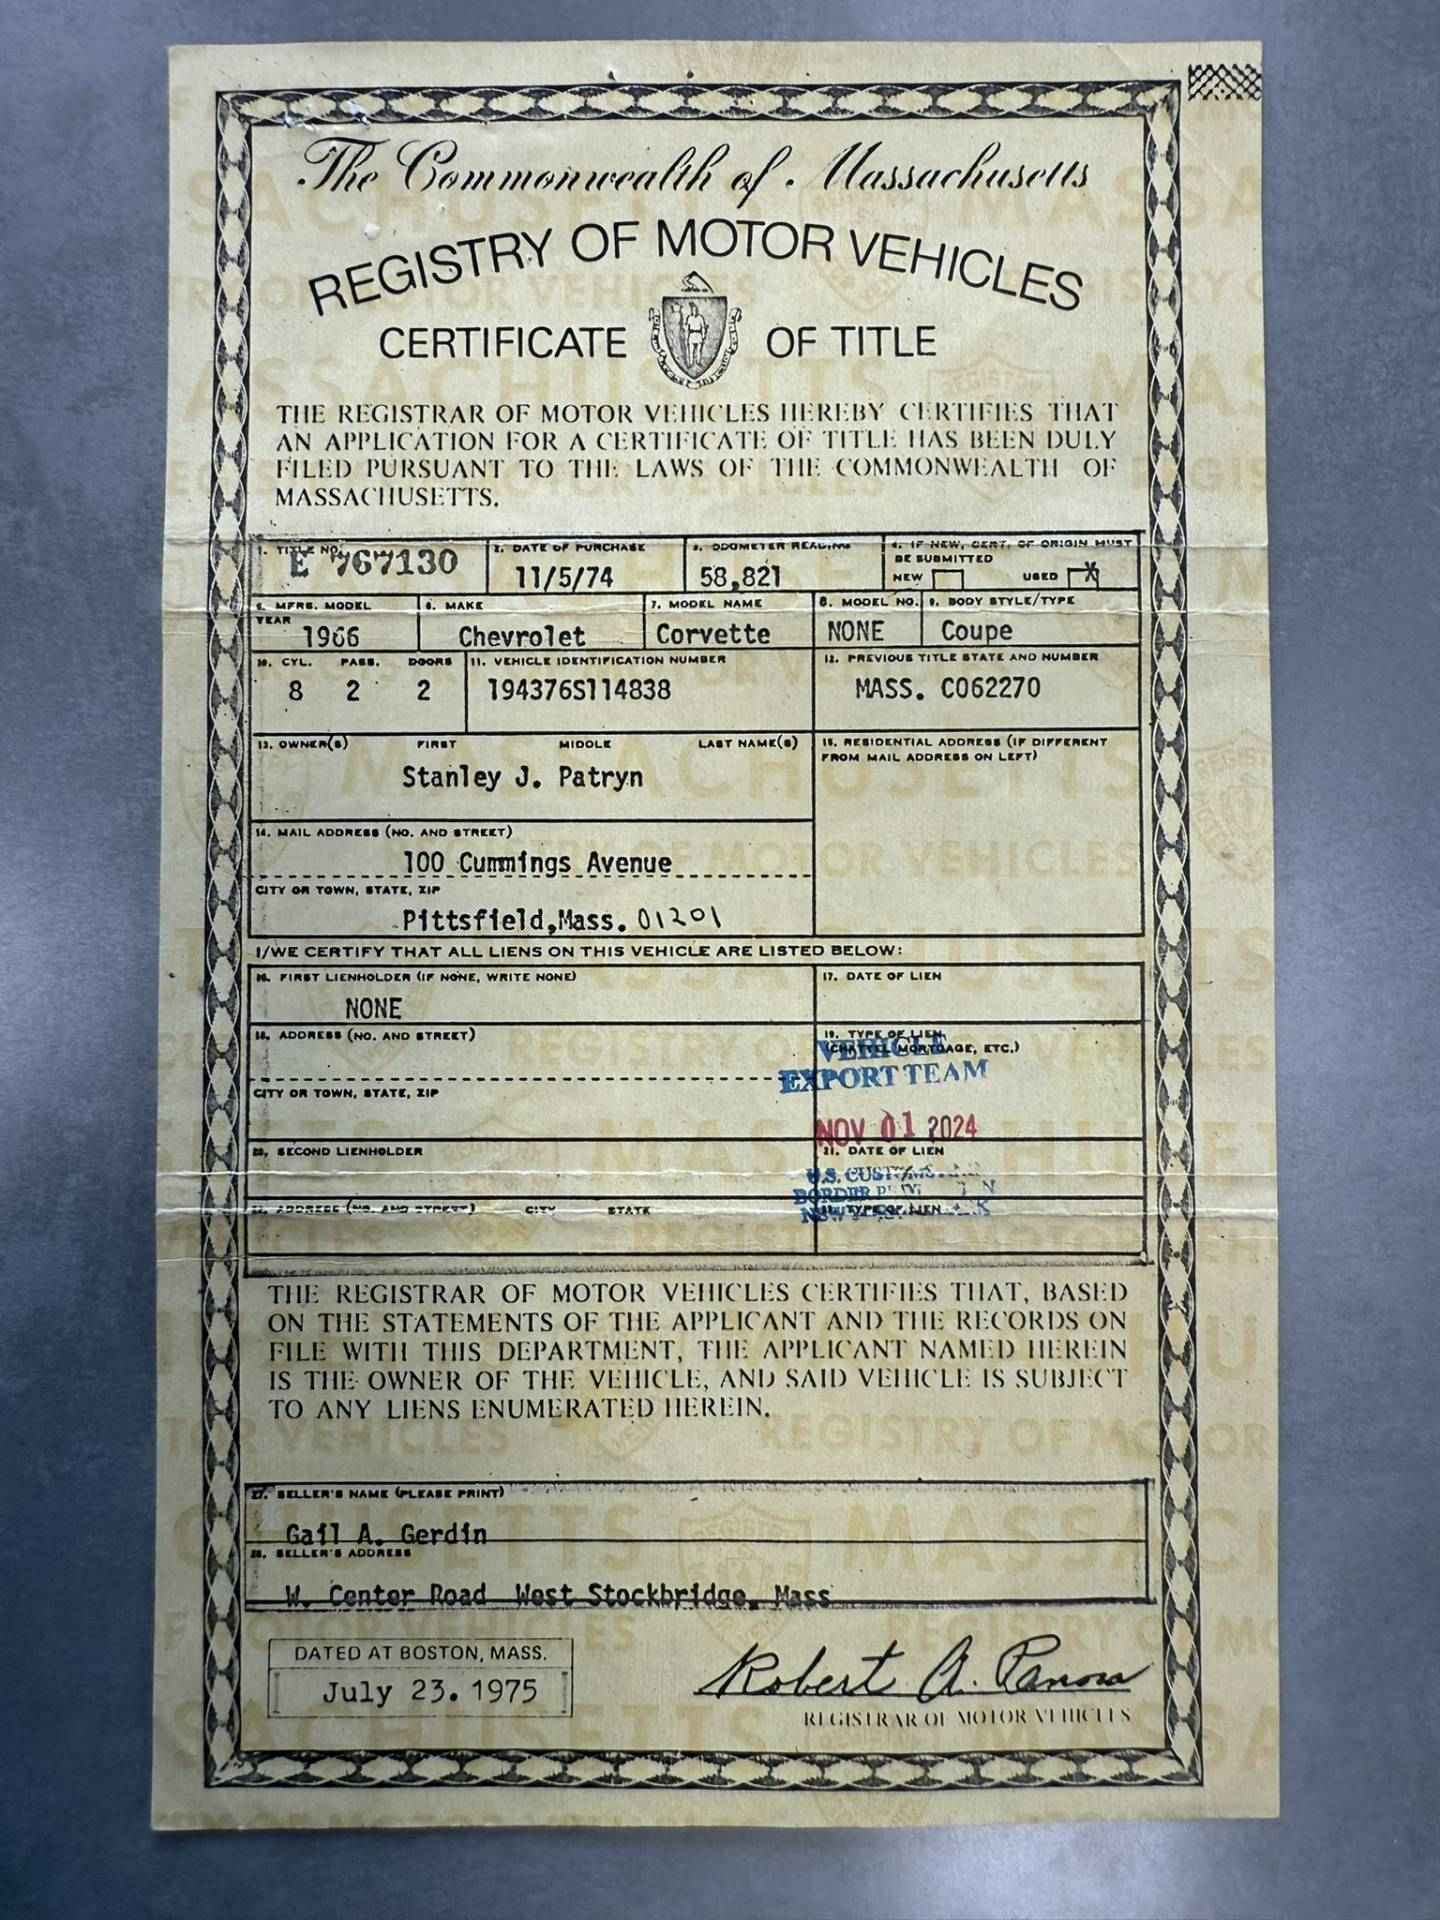 The Commonwealth of Massachusetts
REGISTRY OF MOTOR VEHICLES
CERTIFICATE OF TITLE
THE REGISTRAR OF MOTOR VEHICLES HEREBY CERTIFIES THAT
AN APPLICATION FOR A CERTIFICATE OF TITLE HAS BEEN DULY
FILED PURSUANT TO THE LAWS OF THE COMMONWEALTH OF
MASSACHUSETTS.
1. TITLE NO. 2. DATE OF PURCHASE 3. ODOMETER READING 4. IF NEW, CERT. OF ORIGIN MUST
BE SUBMITTED
E 767130 11/5/74 58,821 NEW USED X
5. MFRS. MODEL YEAR 6. MAKE 7. MODEL NAME 8. MODEL NO. 9. BODY STYLE/TYPE
1966 Chevrolet Corvette NONE Coupe
10. CYL. PASS. DOORS 11. VEHICLE IDENTIFICATION NUMBER 12. PREVIOUS TITLE STATE AND NUMBER
8 2 2 194376S114838 MASS. C062270
13. OWNER(S) FIRST MIDDLE LAST NAME(S) 15. RESIDENTIAL ADDRESS (IF DIFFERENT
FROM MAIL ADDRESS ON LEFT)
Stanley J. Patryn
14. MAIL ADDRESS (NO. AND STREET)
100 Cummings Avenue
CITY OR TOWN, STATE, ZIP
Pittsfield,Mass. 01201
I/WE CERTIFY THAT ALL LIENS ON THIS VEHICLE ARE LISTED BELOW:
16. FIRST LIENHOLDER (IF NONE, WRITE NONE) 17. DATE OF LIEN
NONE
18. ADDRESS (NO. AND STREET) 19. TYPE OF LIEN
(CHATTEL MORTGAGE, ETC.)
VEHICLE
EXPORT TEAM
CITY OR TOWN, STATE, ZIP
NOV 01 2024
20. SECOND LIENHOLDER 21. DATE OF LIEN
U.S. 
BORDER
ADDRESS (NO. AND STREET) CITY STATE TYPE OF LIEN
THE REGISTRAR OF MOTOR VEHICLES CERTIFIES THAT, BASED
ON THE STATEMENTS OF THE APPLICANT AND THE RECORDS ON
FILE WITH THIS DEPARTMENT, THE APPLICANT NAMED HEREIN
IS THE OWNER OF THE VEHICLE, AND SAID VEHICLE IS SUBJECT
TO ANY LIENS ENUMERATED HEREIN.
27. SELLER'S NAME (PLEASE PRINT)
Gail A. Gerdin
28. SELLER'S ADDRESS
W. Center Road West Stockbridge, Mass
DATED AT BOSTON, MASS.
July 23. 1975
Robert A. Panora
REGISTRAR OF MOTOR VEHICLES